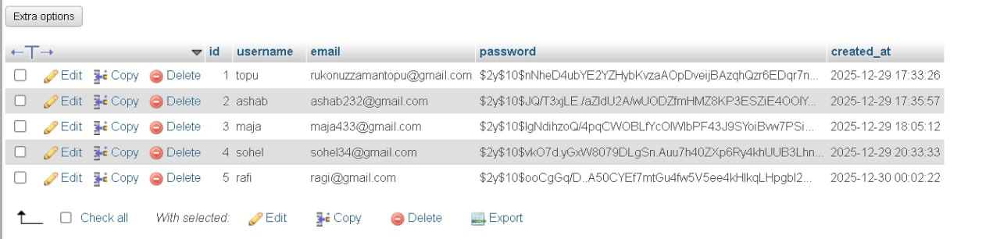 Extra options
id username email password created_at
Edit Copy Delete 1 topu rukonuzzamantopu@gmail.com $2y$10$nNheD4ubYE2YZHybKvzaAOpDveijBAzqhQzr6EDqr7n... 2025-12-29 17:33:26
Edit Copy Delete 2 ashab ashab232@gmail.com $2y$10$JQ/T3xjLE./aZldU2A/wUODZfmHMZ8KP3ESZiE4OOlY... 2025-12-29 17:35:57
Edit Copy Delete 3 maja maja433@gmail.com $2y$10$lgNdihzoQ/4pqCWOBLfYcOlWlbPF43J9SYoiBvw7PSi... 2025-12-29 18:05:12
Edit Copy Delete 4 sohel sohel34@gmail.com $2y$10$vkO7d.yGxW8079DLgSn.Auu7h40ZXp6Ry4khUUB3Lhn... 2025-12-29 20:33:33
Edit Copy Delete 5 rafi ragi@gmail.com $2y$10$ooCgGq/D..A50CYEf7mtGu4fw5V5ee4kHlkqLHpgbl2... 2025-12-30 00:02:22
Check all With selected: Edit Copy Delete Export